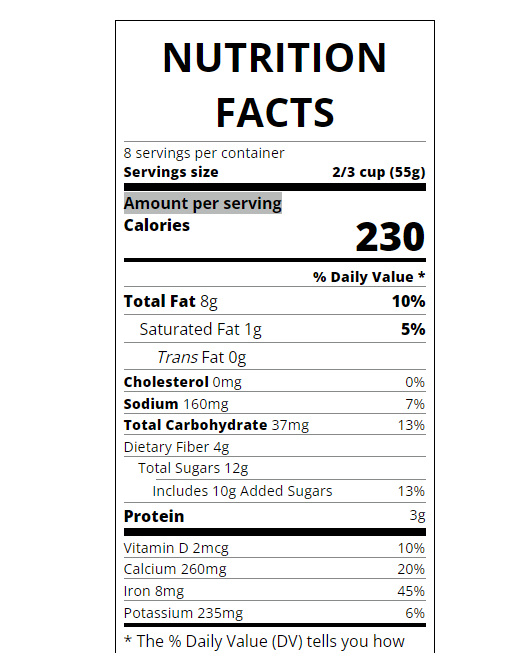 NUTRITION
FACTS
8 servings per container
Servings size 2/3 cup (55g)
Amount per serving
Calories 230
% Daily Value *
Total Fat 8g 10%
Saturated Fat 1g 5%
Trans Fat 0g
Cholesterol 0mg 0%
Sodium 160mg 7%
Total Carbohydrate 37mg 13%
Dietary Fiber 4g
Total Sugars 12g
Includes 10g Added Sugars 13%
Protein 3g
Vitamin D 2mcg 10%
Calcium 260mg 20%
Iron 8mg 45%
Potassium 235mg 6%
* The % Daily Value (DV) tells you how